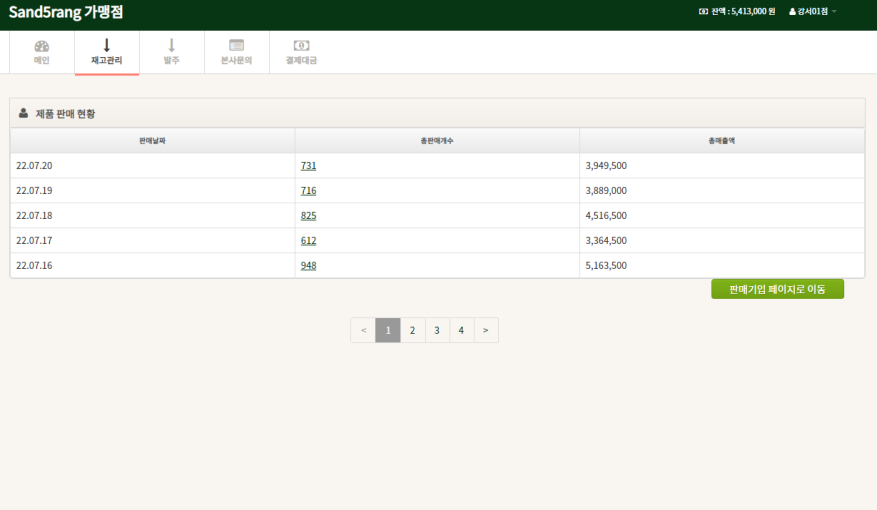 Sand5rang 가맹점
잔액 : 5,413,000 원 강서01점
메인 재고관리 발주 본사문의 결제대금
제품 판매 현황
판매날짜 총판매개수 총매출액
22.07.20 731 3,949,500
22.07.19 716 3,889,000
22.07.18 825 4,516,500
22.07.17 612 3,364,500
22.07.16 948 5,163,500
판매기입 페이지로 이동
< 1 2 3 4 >